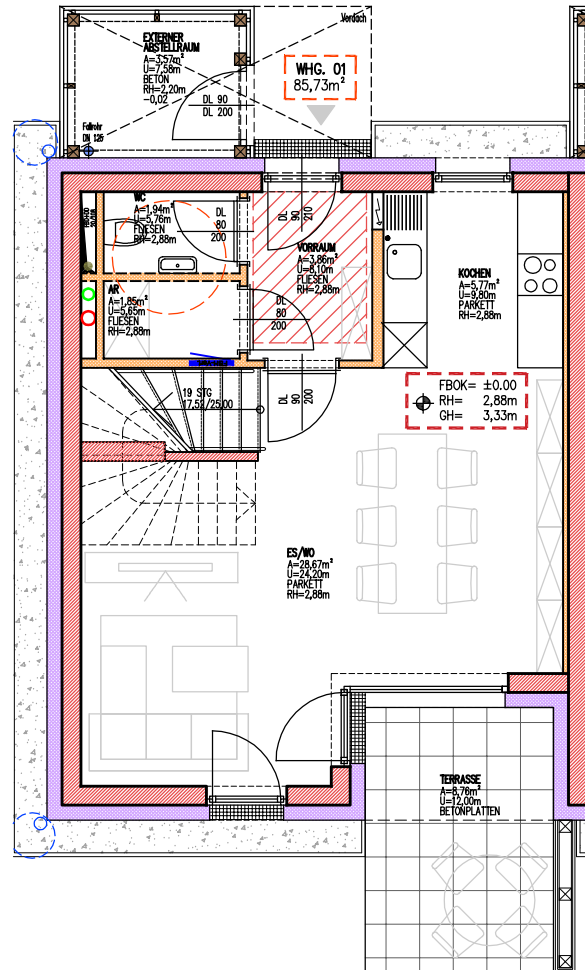 EXTERNER
ABSTELLRAUM
A=3,57m²
U=7,58m
BETON
RH=2,20m
-0,02
Vordach
WHG. 01
85,73m²
DL 90
DL 200
Fallrohr
DN 125
WC
A=1,94m²
U=5,76m
FLIESEN
RH=2,88m
DL
80
200
DL
90
210
VORRAUM
A=3,86m²
U=8,10m
FLIESEN
RH=2,88m
KOCHEN
A=5,77m²
U=9,80m
PARKETT
RH=2,88m
AR
A=1,85m²
U=5,65m
FLIESEN
RH=2,88m
DL
80
200
19 STG
17,52/25,00
DL
90
200
FBOK= ±0.00
RH= 2,88m
GH= 3,33m
ES/WO
A=28,67m²
U=24,20m
PARKETT
RH=2,88m
TERRASSE
A=8,76m²
U=12,00m
BETONPLATTEN